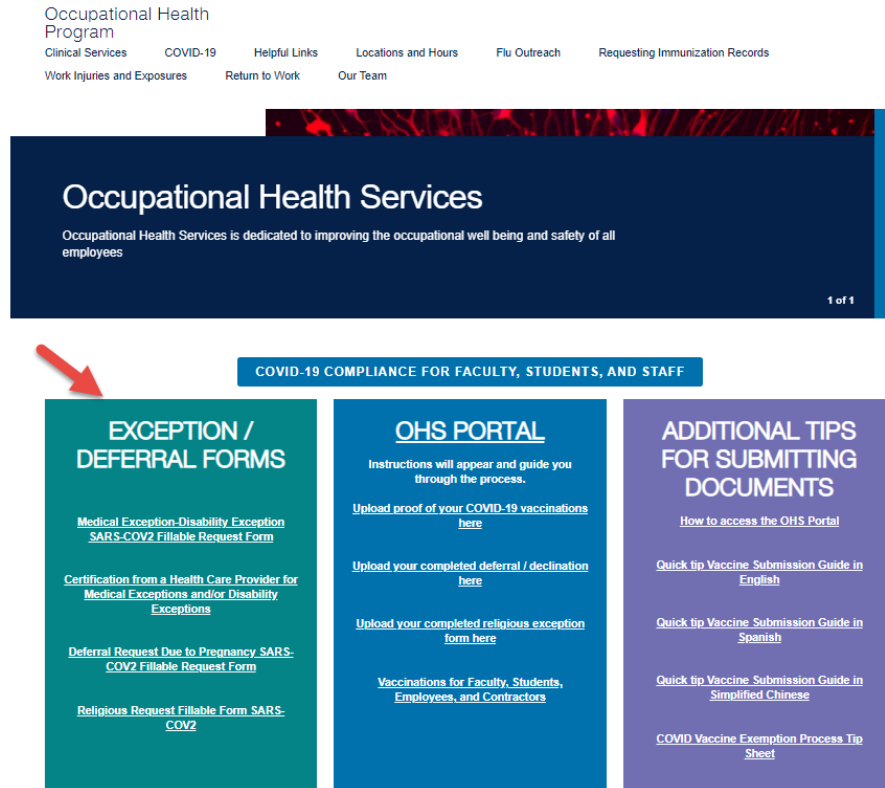 Occupational Health
Program
Clinical Services COVID-19 Helpful Links Locations and Hours Flu Outreach Requesting Immunization Records
Work Injuries and Exposures Return to Work Our Team
Occupational Health Services
Occupational Health Services is dedicated to improving the occupational well being and safety of all
employees
1 of 1
COVID-19 COMPLIANCE FOR FACULTY, STUDENTS, AND STAFF
EXCEPTION /
DEFERRAL FORMS
Medical Exception-Disability Exception
SARS-COV2 Fillable Request Form
Certification from a Health Care Provider for
Medical Exceptions and/or Disability
Exceptions
Deferral Request Due to Pregnancy SARS-
COV2 Fillable Request Form
Religious Request Fillable Form SARS-
COV2
OHS PORTAL
Instructions will appear and guide you
through the process.
Upload proof of your COVID-19 vaccinations
here
Upload your completed deferral / declination
here
Upload your completed religious exception
form here
Vaccinations for Faculty, Students,
Employees, and Contractors
ADDITIONAL TIPS
FOR SUBMITTING
DOCUMENTS
How to access the OHS Portal
Quick tip Vaccine Submission Guide in
English
Quick tip Vaccine Submission Guide in
Spanish
Quick tip Vaccine Submission Guide in
Simplified Chinese
COVID Vaccine Exemption Process Tip
Sheet